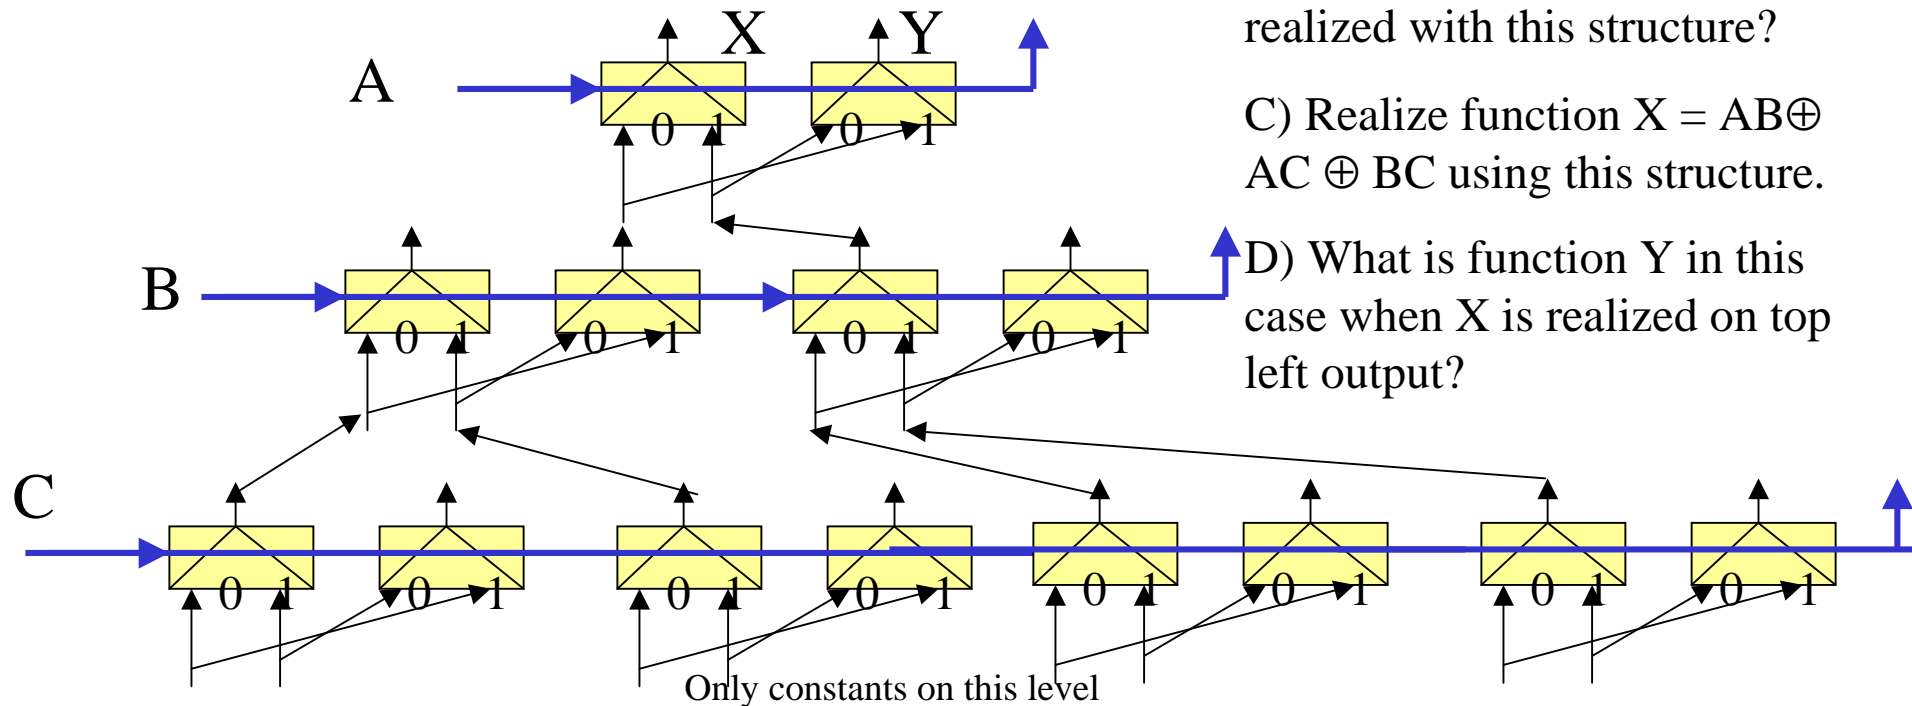 X Y
realized with this structure?
A
0 1 0 1
C) Realize function X = AB⊕
AC ⊕ BC using this structure.
D) What is function Y in this
B
case when X is realized on top
0 1 0 1 0 1 0 1
left output?
C
0 1 0 1 0 1 0 1 0 1 0 1 0 1 0 1
Only constants on this level